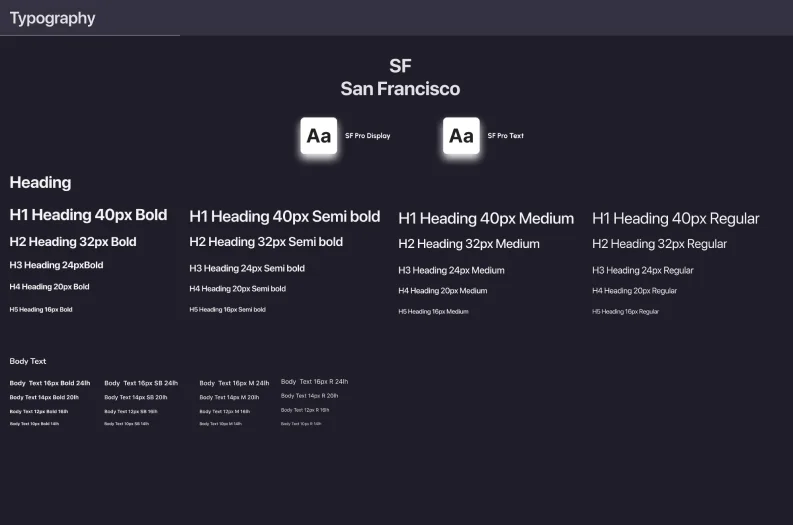 Typography
SF
San Francisco
Aa SF Pro Display
Aa SF Pro Text
Heading
H1 Heading 40px Bold
H2 Heading 32px Bold
H3 Heading 24pxBold
H4 Heading 20px Bold
H5 Heading 16px Bold
H1 Heading 40px Semi bold
H2 Heading 32px Semi bold
H3 Heading 24px Semi bold
H4 Heading 20px Semi bold
H5 Heading 16px Semi bold
H1 Heading 40px Medium
H2 Heading 32px Medium
H3 Heading 24px Medium
H4 Heading 20px Medium
H5 Heading 16px Medium
H1 Heading 40px Regular
H2 Heading 32px Regular
H3 Heading 24px Regular
H4 Heading 20px Regular
H5 Heading 16px Regular
Body Text
Body Text 16px Bold 24lh
Body Text 14px Bold 20lh
Body Text 12px Bold 16lh
Body Text 10px Bold 14lh
Body Text 16px SB 24lh
Body Text 14px SB 20lh
Body Text 12px SB 16lh
Body Text 10px SB 14lh
Body Text 16px M 24lh
Body Text 14px M 20lh
Body Text 12px M 16lh
Body Text 10px M 14lh
Body Text 16px R 24lh
Body Text 14px R 20lh
Body Text 12px R 16lh
Body Text 10px R 14lh